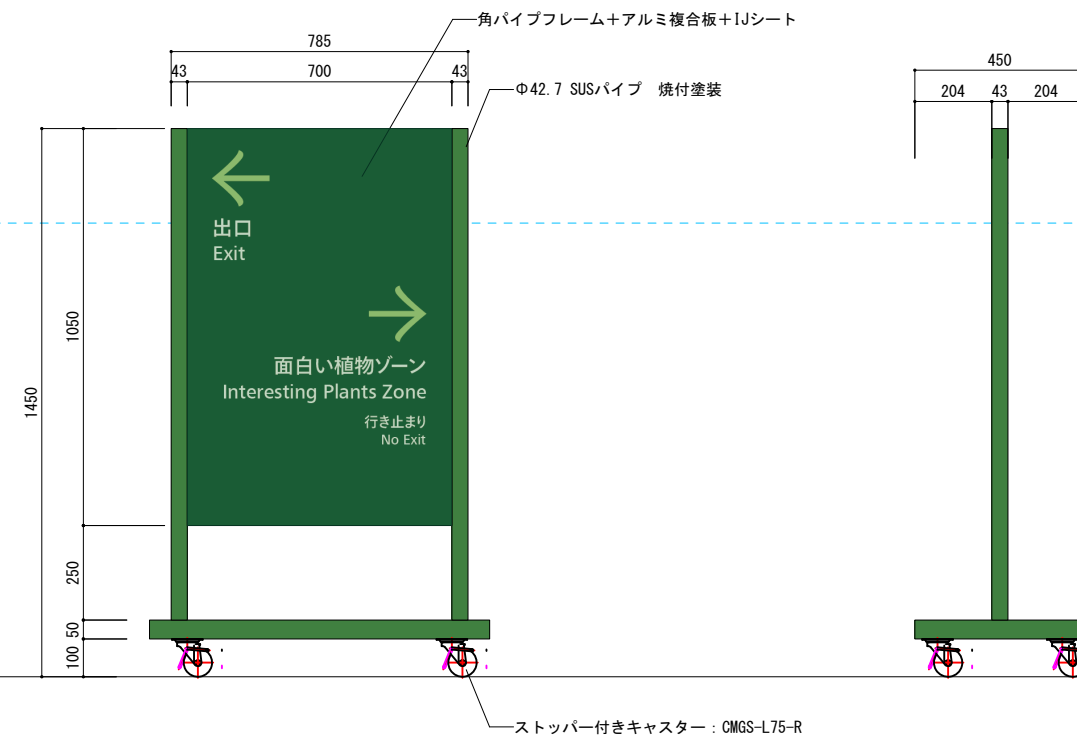 角パイプフレーム＋アルミ複合板＋IJシート
785
43 700 43
Φ42.7 SUSパイプ　焼付塗装
450
204 43 204
出口
Exit
面白い植物ゾーン
Interesting Plants Zone
行き止まり
No Exit
1450
1050
250
50
100
ストッパー付きキャスター：CMGS-L75-R